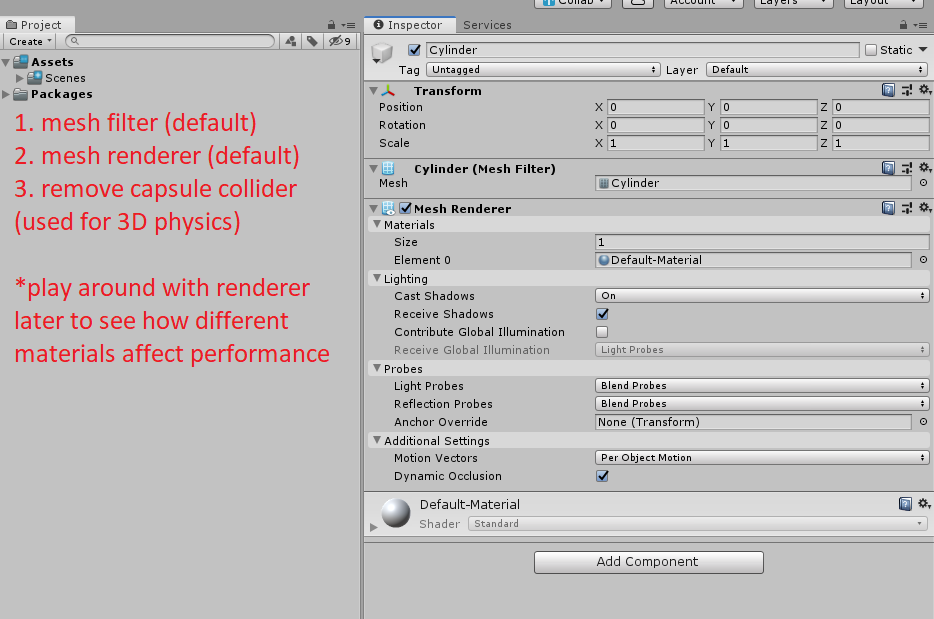 Collab
Account
Layers
Layout
Project
Inspector
Services
Create
9
Cylinder
Static
Tag
Untagged
Layer
Default
Assets
Scenes
Packages
Transform
Position
X 0 Y 0 Z 0
Rotation
X 0 Y 0 Z 0
Scale
X 1 Y 1 Z 1
1. mesh filter (default)
2. mesh renderer (default)
3. remove capsule collider
(used for 3D physics)
*play around with renderer
later to see how different
materials affect performance
Cylinder (Mesh Filter)
Mesh
Cylinder
Mesh Renderer
Materials
Size
1
Element 0
Default-Material
Lighting
Cast Shadows
On
Receive Shadows
Contribute Global Illumination
Receive Global Illumination
Light Probes
Probes
Light Probes
Blend Probes
Reflection Probes
Blend Probes
Anchor Override
None (Transform)
Additional Settings
Motion Vectors
Per Object Motion
Dynamic Occlusion
Default-Material
Shader
Standard
Add Component